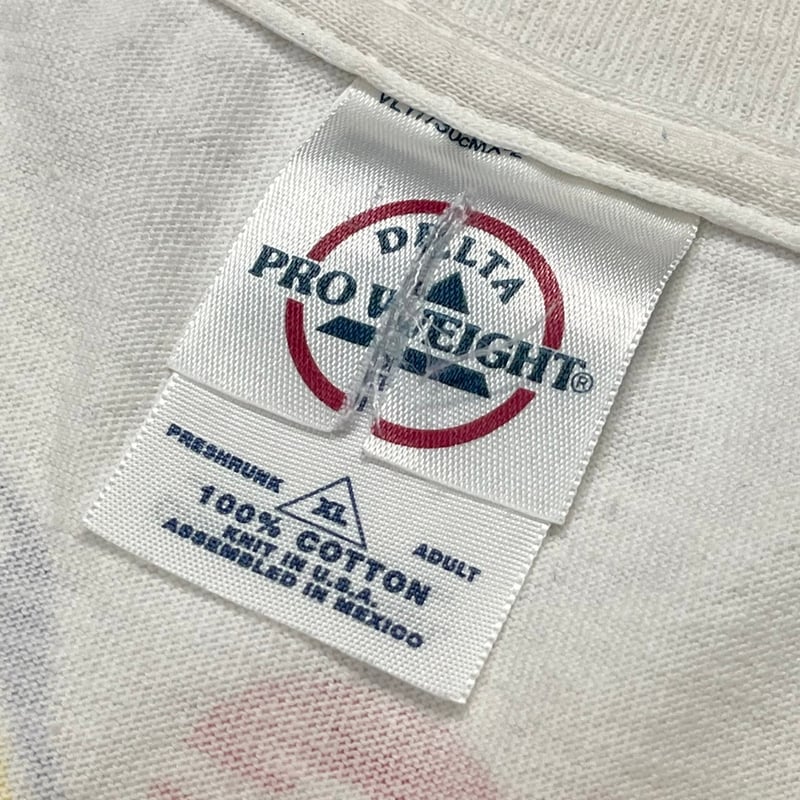 DELTA
PRO WEIGHT®
PRESHRUNK
XL
ADULT
100% COTTON
KNIT IN U.S.A.
ASSEMBLED IN MEXICO